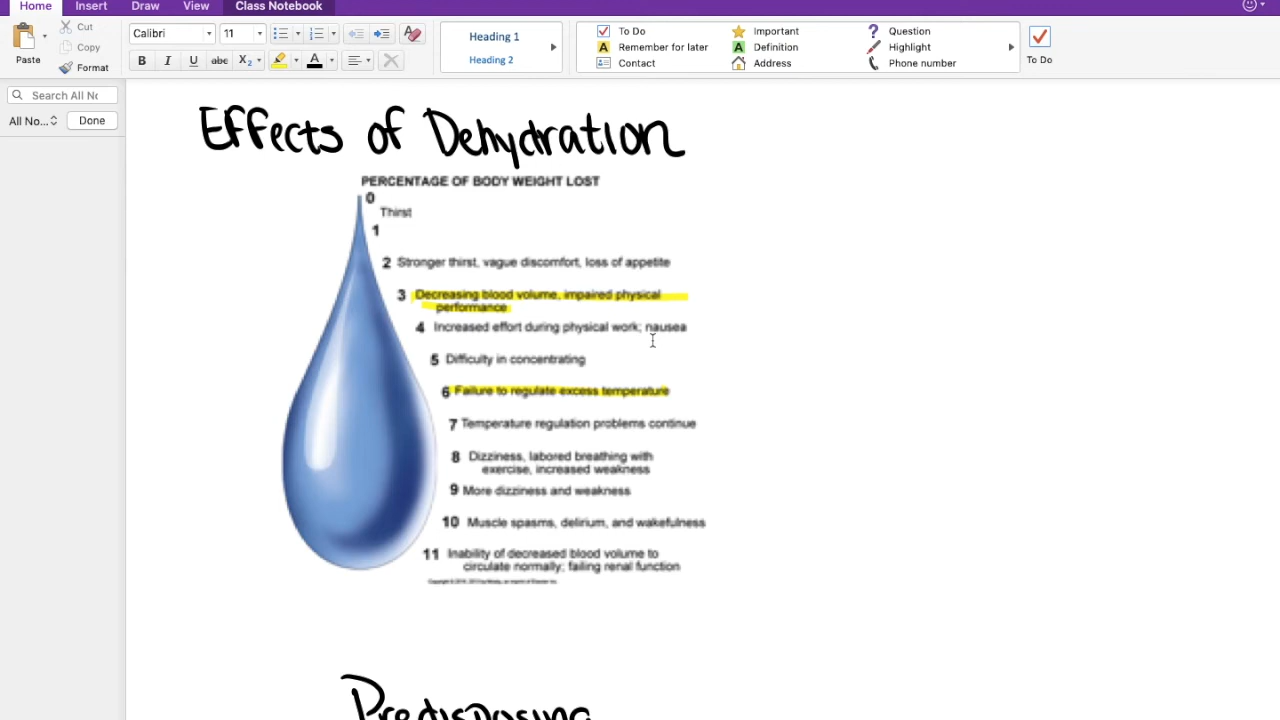 Home Insert Draw View Class Notebook
Paste
Cut
Copy
Format
Calibri 11
B I U abc X₂ A
Heading 1
Heading 2
To Do
Remember for later
Contact
Important
Definition
Address
Question
Highlight
Phone number
To Do
Search All No
All No...
Done
Effects of Dehydration
PERCENTAGE OF BODY WEIGHT LOST
0
Thirst
1
2 Stronger thirst, vague discomfort, loss of appetite
3 Decreasing blood volume, impaired physical
performance
4 Increased effort during physical work; nausea
5 Difficulty in concentrating
6 Failure to regulate excess temperature
7 Temperature regulation problems continue
8 Dizziness, labored breathing with
exercise, increased weakness
9 More dizziness and weakness
10 Muscle spasms, delirium, and wakefulness
11 Inability of decreased blood volume to
circulate normally; failing renal function
Predisposing